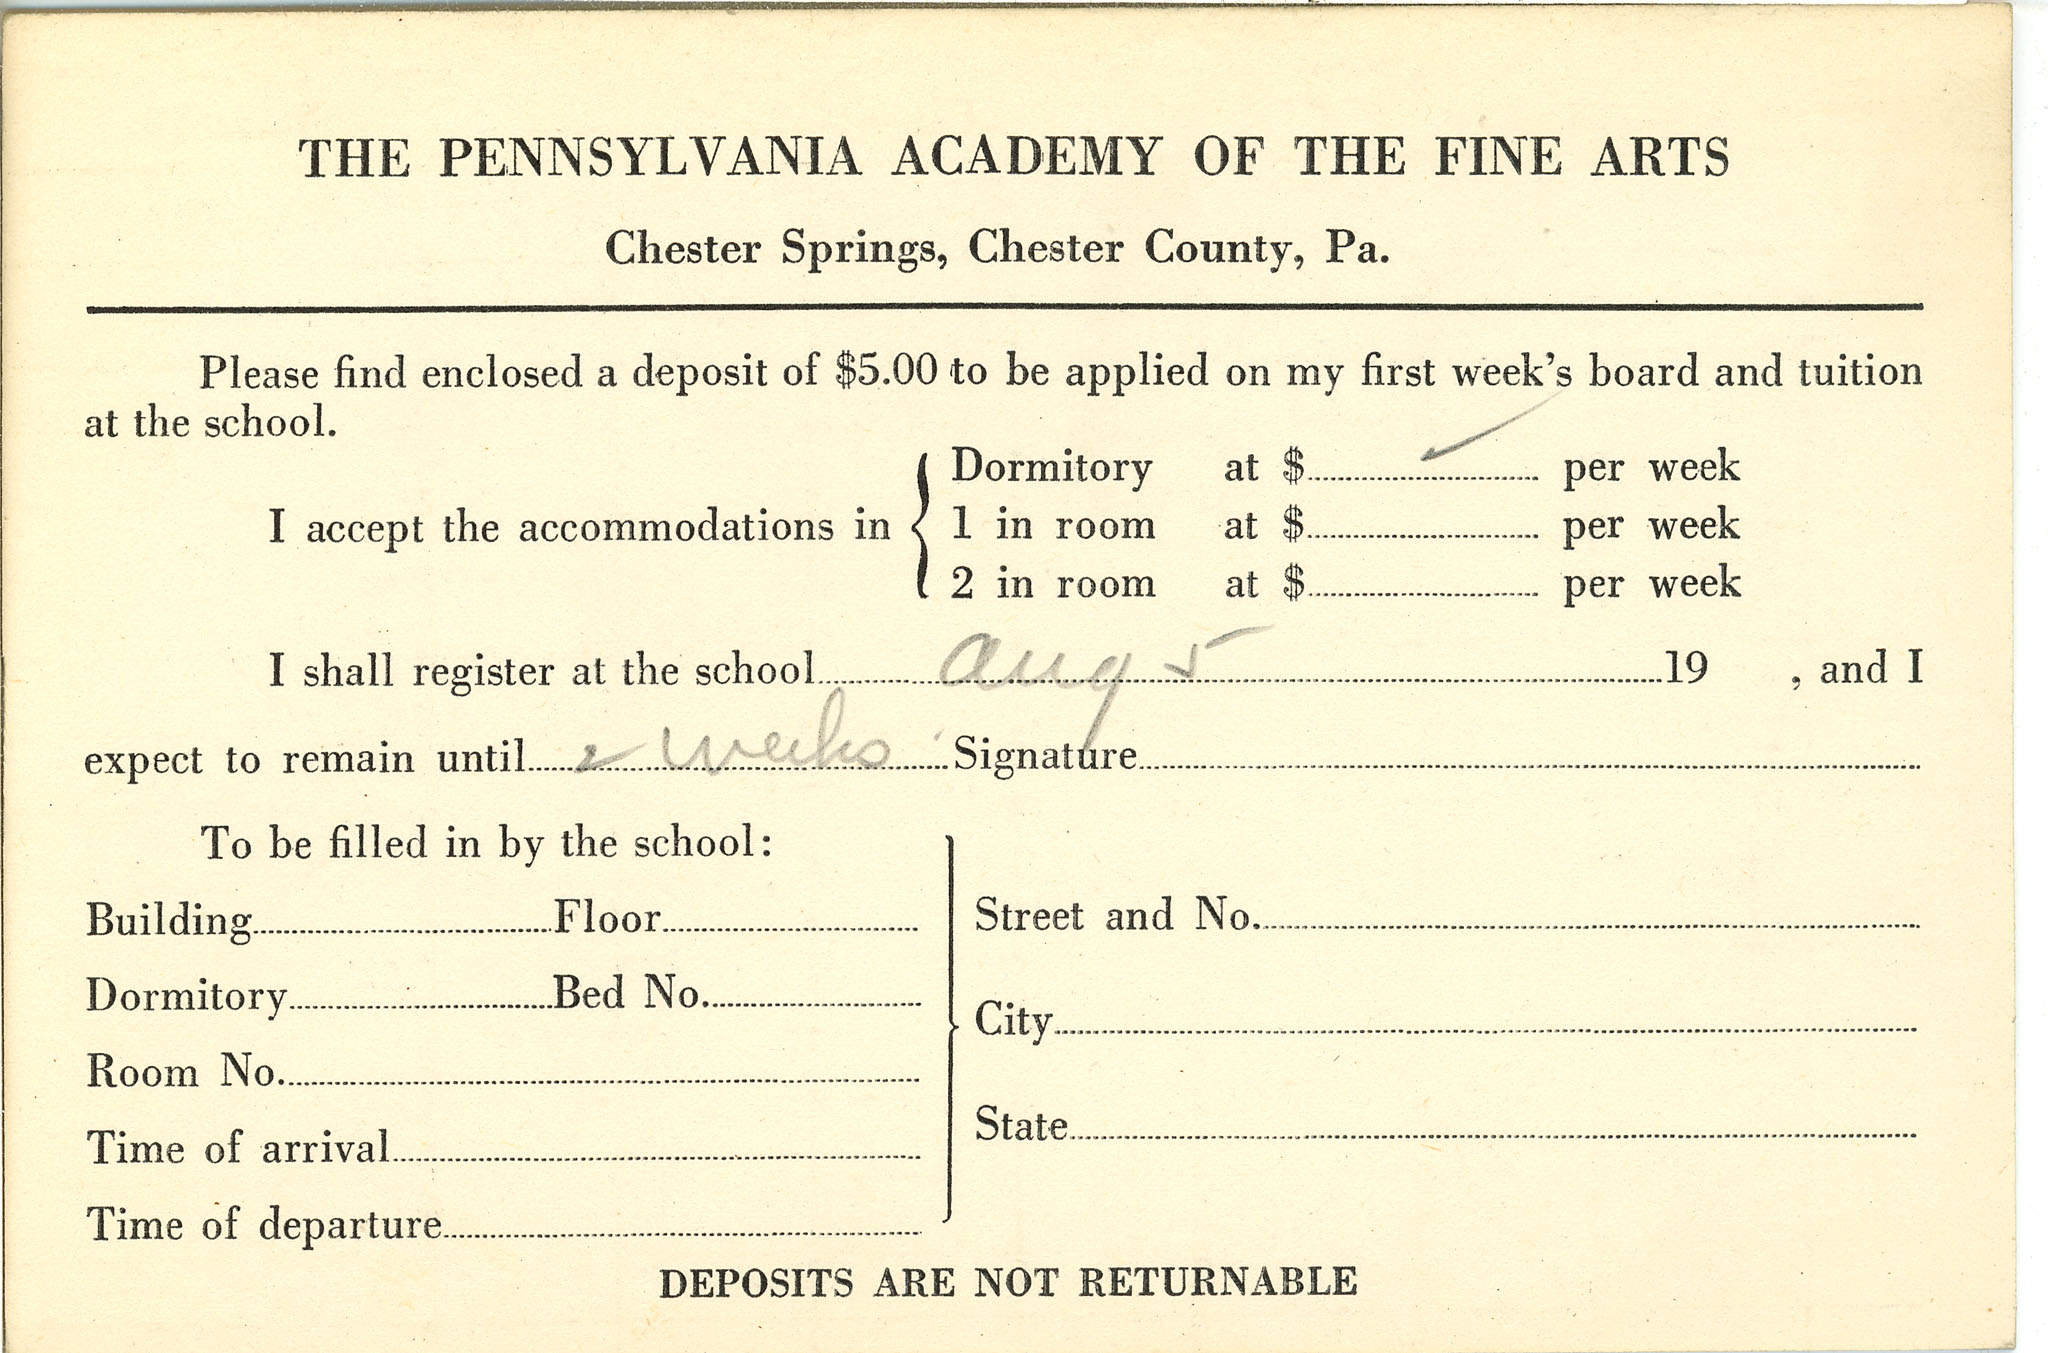 THE PENNSYLVANIA ACADEMY OF THE FINE ARTS
Chester Springs, Chester County, Pa.
Please find enclosed a deposit of $5.00 to be applied on my first week's board and tuition
at the school.
Dormitory at $ ✓ per week
I accept the accommodations in { 1 in room at $ per week
2 in room at $ per week
I shall register at the school Aug 5 19 , and I
expect to remain until 2 weeks Signature
To be filled in by the school:
Building Floor
Dormitory Bed No.
Room No.
Time of arrival
Time of departure
Street and No.
City
State
DEPOSITS ARE NOT RETURNABLE